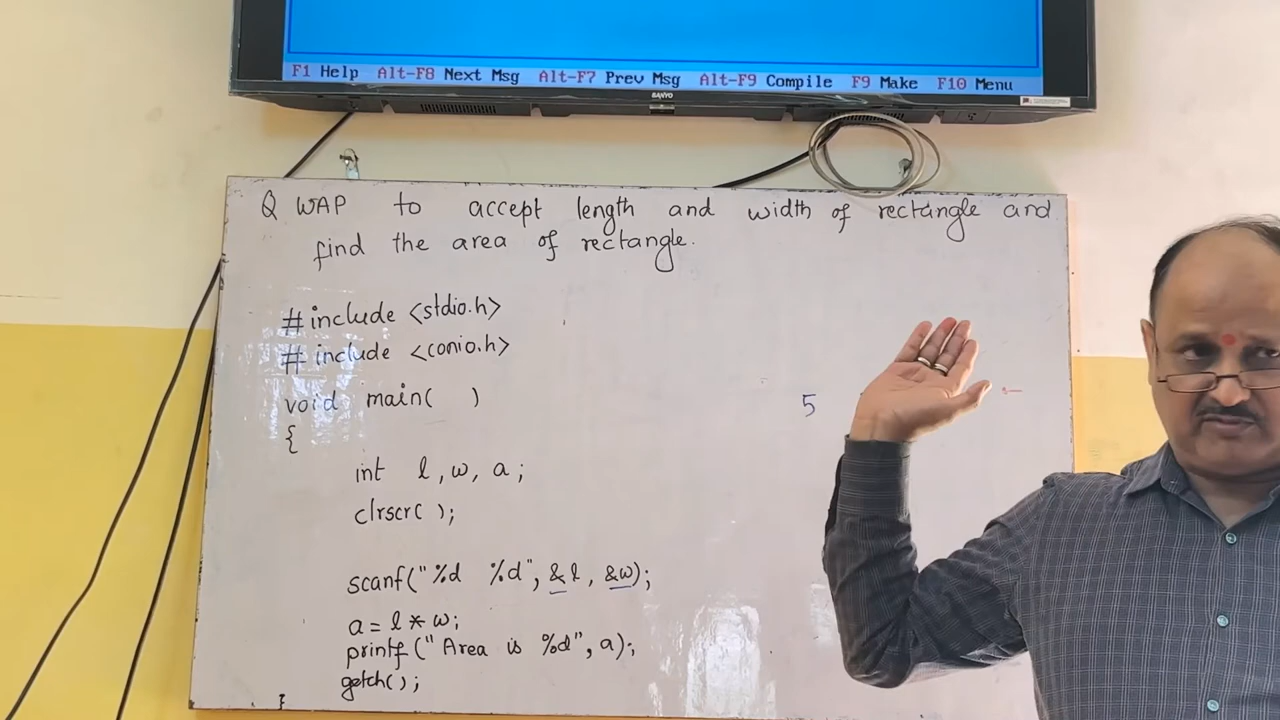 F1 Help Alt-F8 Next Msg Alt-F7 Prev Msg Alt-F9 Compile F9 Make F10 Menu
SANYO
Q WAP to accept length and width of rectangle and
find the area of rectangle.
# include <stdio.h>
# include <conio.h>
void main( )
{
int l, w, a;
clrscr( );
scanf("%d %d", &l, &w);
a = l * w;
printf("Area is %d", a);
getch();
}
5